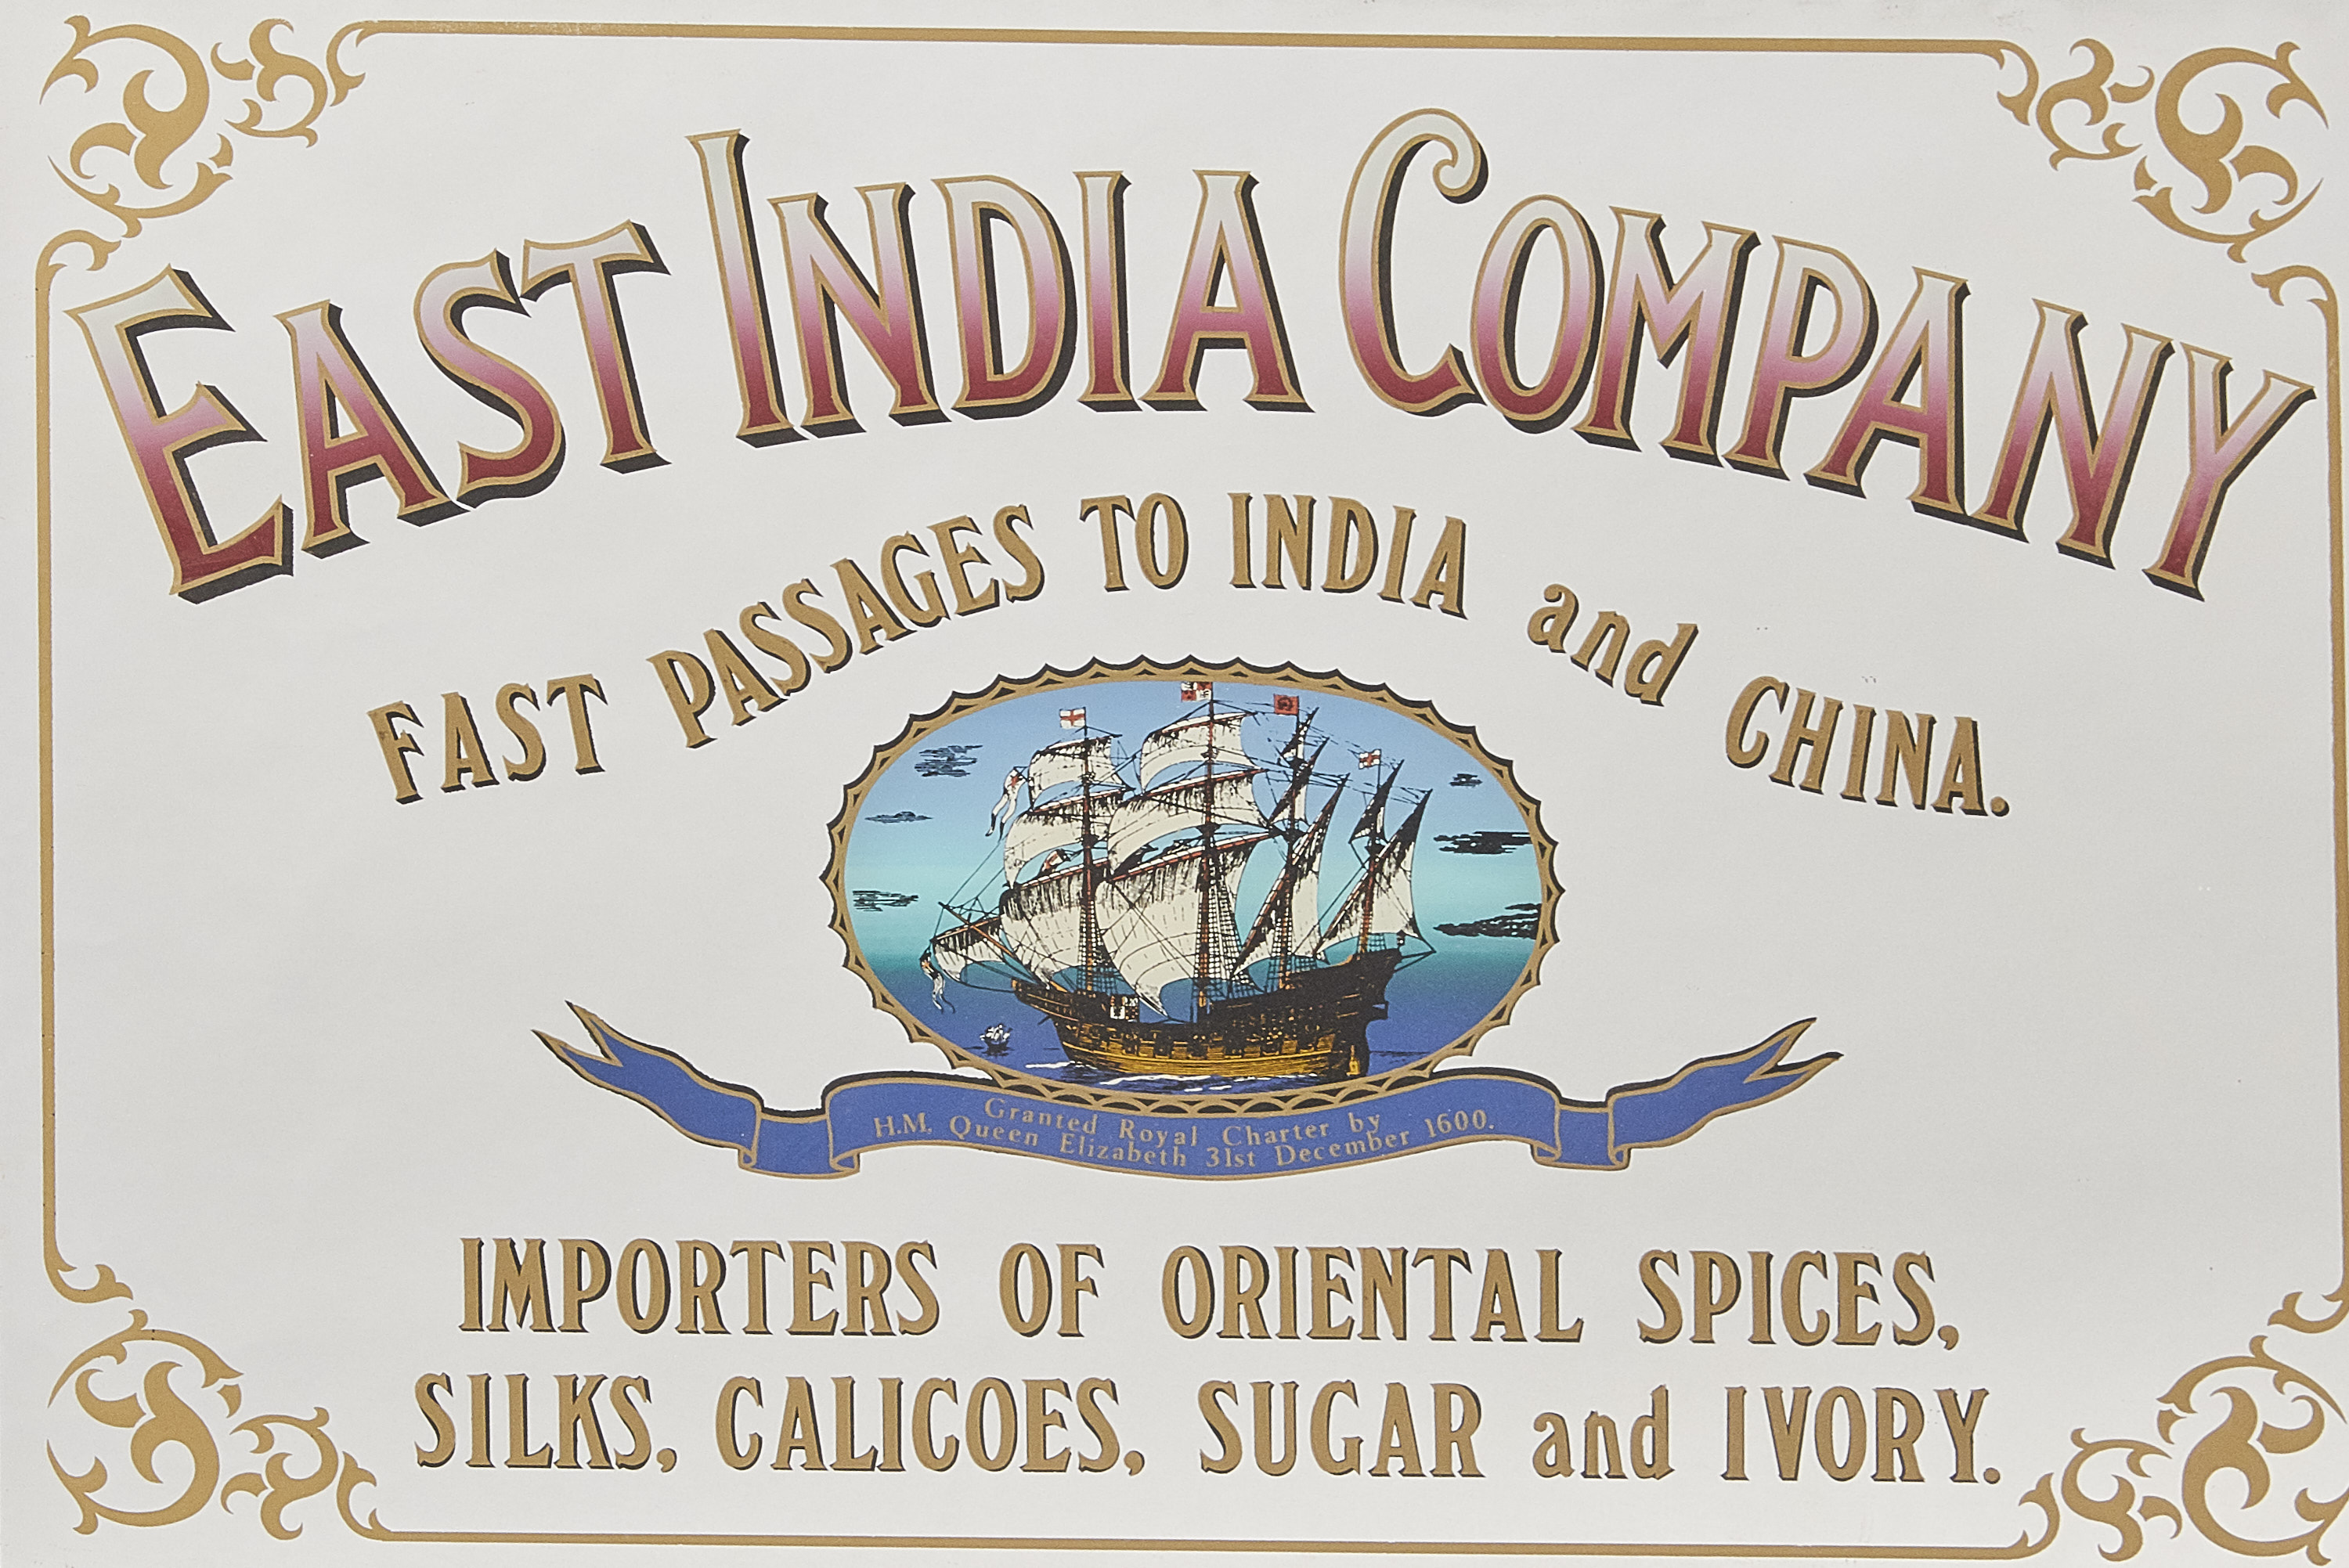 EAST INDIA COMPANY
FAST PASSAGES TO INDIA and CHINA.
Granted Royal Charter by
H.M. Queen Elizabeth 31st December 1600.
IMPORTERS OF ORIENTAL SPICES,
SILKS, CALICOES, SUGAR and IVORY.